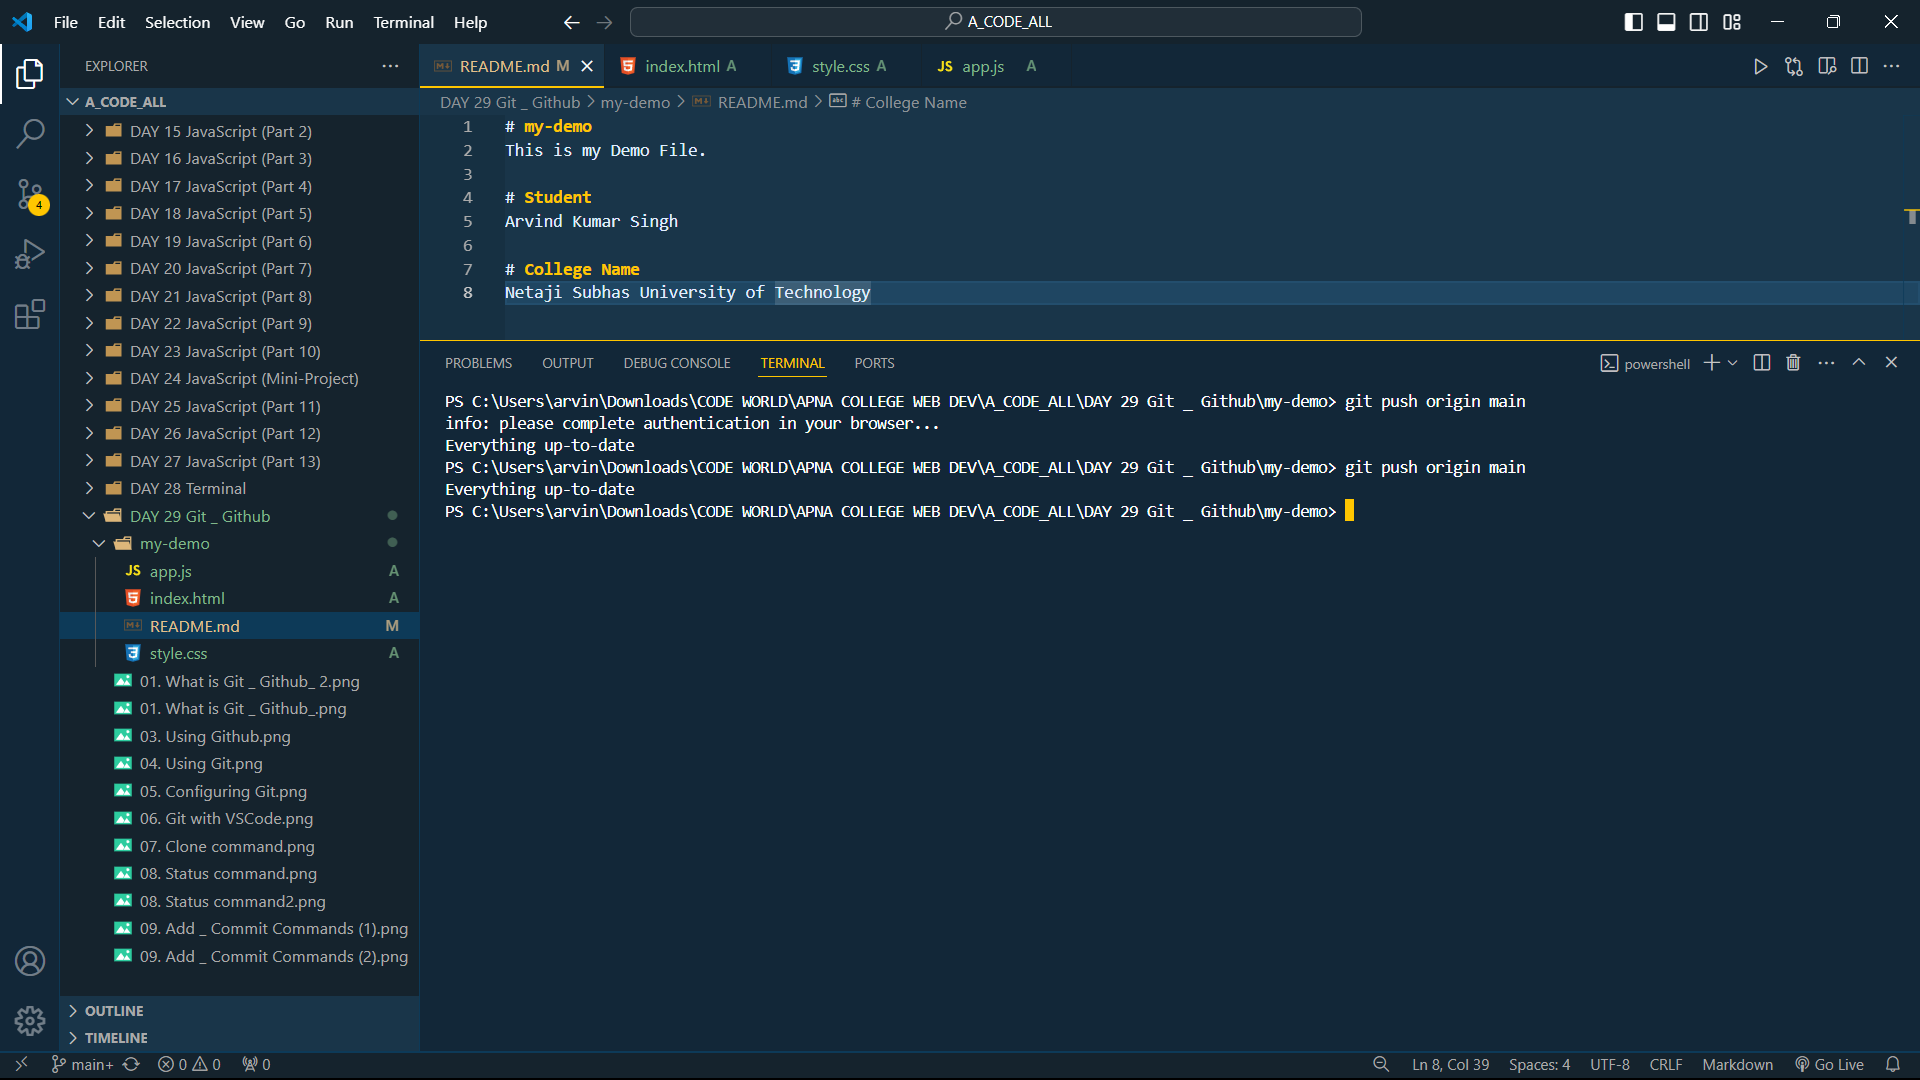 File Edit Selection View Go Run Terminal Help
A_CODE_ALL
EXPLORER
A_CODE_ALL
DAY 15 JavaScript (Part 2)
DAY 16 JavaScript (Part 3)
DAY 17 JavaScript (Part 4)
DAY 18 JavaScript (Part 5)
DAY 19 JavaScript (Part 6)
DAY 20 JavaScript (Part 7)
DAY 21 JavaScript (Part 8)
DAY 22 JavaScript (Part 9)
DAY 23 JavaScript (Part 10)
DAY 24 JavaScript (Mini-Project)
DAY 25 JavaScript (Part 11)
DAY 26 JavaScript (Part 12)
DAY 27 JavaScript (Part 13)
DAY 28 Terminal
DAY 29 Git _ Github
my-demo
JS app.js A
index.html A
README.md M
style.css A
01. What is Git _ Github_ 2.png
01. What is Git _ Github_.png
03. Using Github.png
04. Using Git.png
05. Configuring Git.png
06. Git with VSCode.png
07. Clone command.png
08. Status command.png
08. Status command2.png
09. Add _ Commit Commands (1).png
09. Add _ Commit Commands (2).png
OUTLINE
TIMELINE
4
README.md M index.html A style.css A JS app.js A
DAY 29 Git _ Github > my-demo > README.md > # College Name
1 # my-demo
2 This is my Demo File.
3
4 # Student
5 Arvind Kumar Singh
6
7 # College Name
8 Netaji Subhas University of Technology
PROBLEMS OUTPUT DEBUG CONSOLE TERMINAL PORTS
powershell
PS C:\Users\arvin\Downloads\CODE WORLD\APNA COLLEGE WEB DEV\A_CODE_ALL\DAY 29 Git _ Github\my-demo> git push origin main
info: please complete authentication in your browser...
Everything up-to-date
PS C:\Users\arvin\Downloads\CODE WORLD\APNA COLLEGE WEB DEV\A_CODE_ALL\DAY 29 Git _ Github\my-demo> git push origin main
Everything up-to-date
PS C:\Users\arvin\Downloads\CODE WORLD\APNA COLLEGE WEB DEV\A_CODE_ALL\DAY 29 Git _ Github\my-demo>
main+ 0 0 0 Ln 8, Col 39 Spaces: 4 UTF-8 CRLF Markdown Go Live